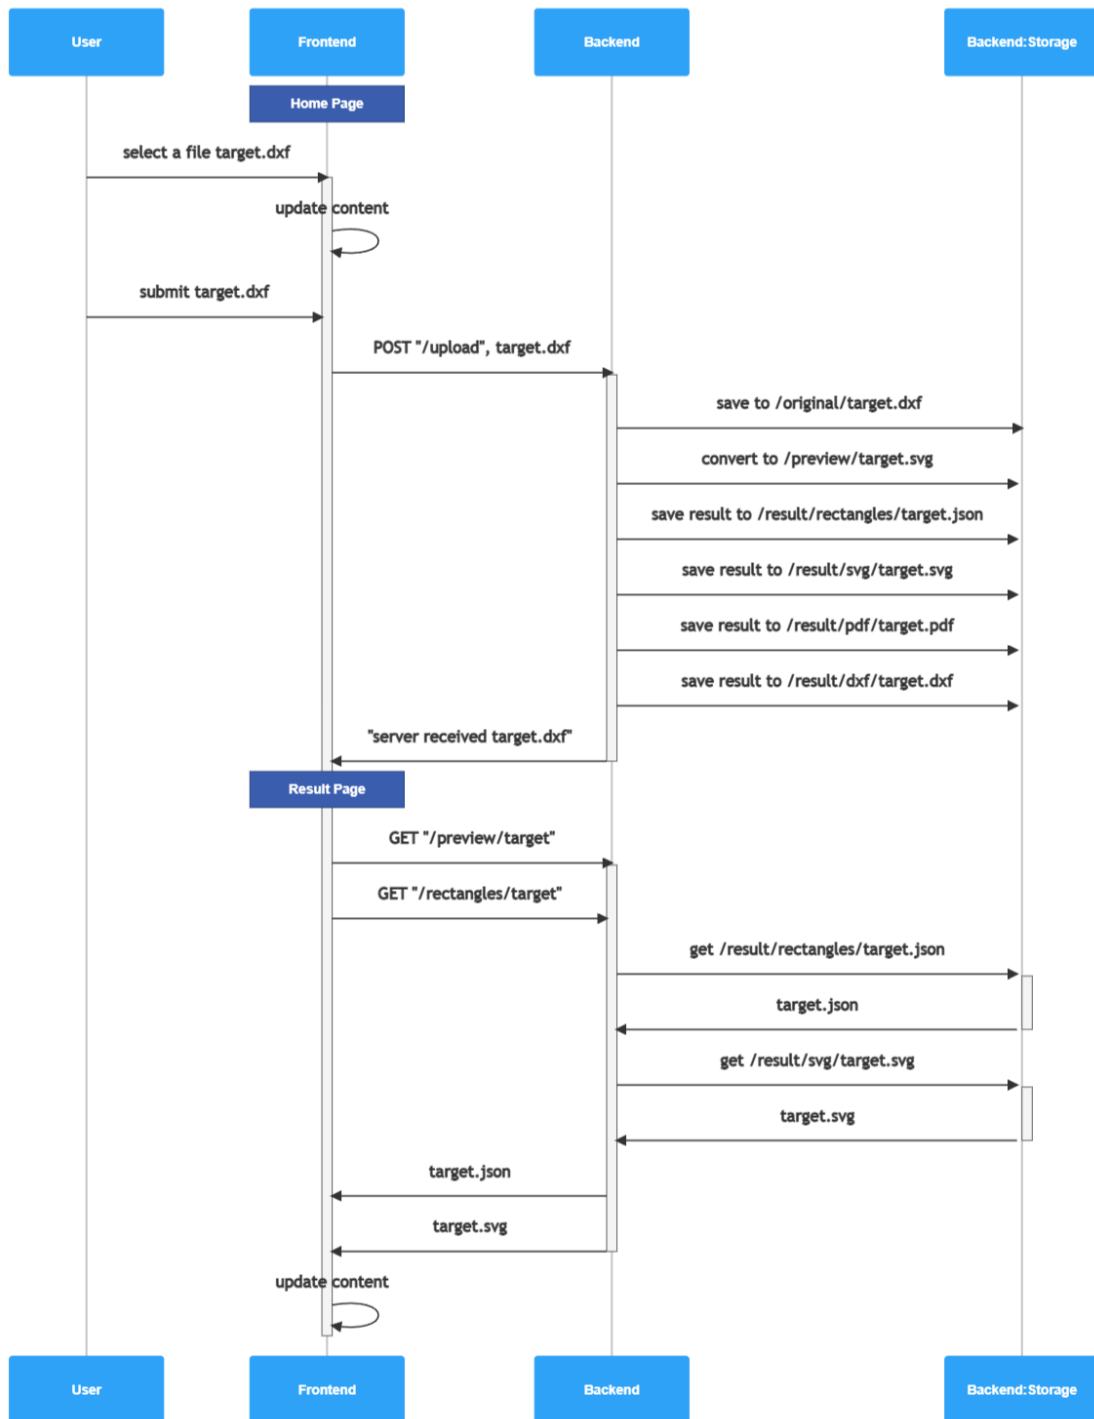 User
Frontend
Backend
Backend:Storage
Home Page
select a file target.dxf
update content
submit target.dxf
POST "/upload", target.dxf
save to /original/target.dxf
convert to /preview/target.svg
save result to /result/rectangles/target.json
save result to /result/svg/target.svg
save result to /result/pdf/target.pdf
save result to /result/dxf/target.dxf
"server received target.dxf"
Result Page
GET "/preview/target"
GET "/rectangles/target"
get /result/rectangles/target.json
target.json
get /result/svg/target.svg
target.svg
target.json
target.svg
update content
User
Frontend
Backend
Backend:Storage